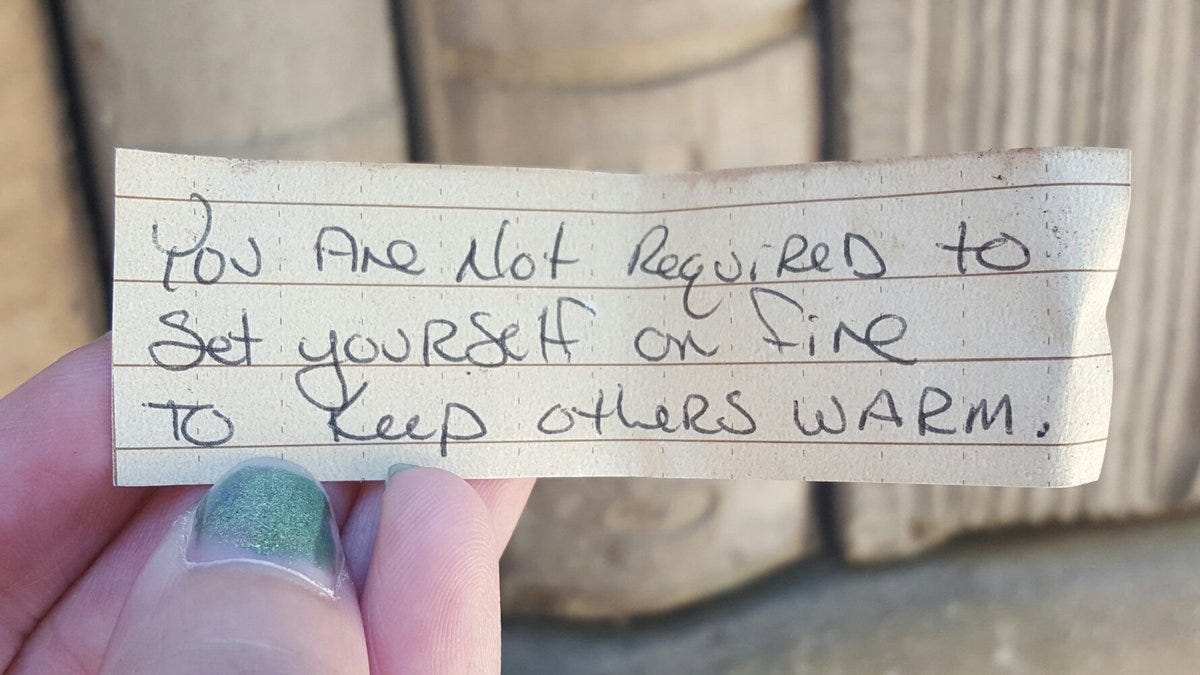 You Are Not Required to
Set yourself on fire
To Keep others WARM.